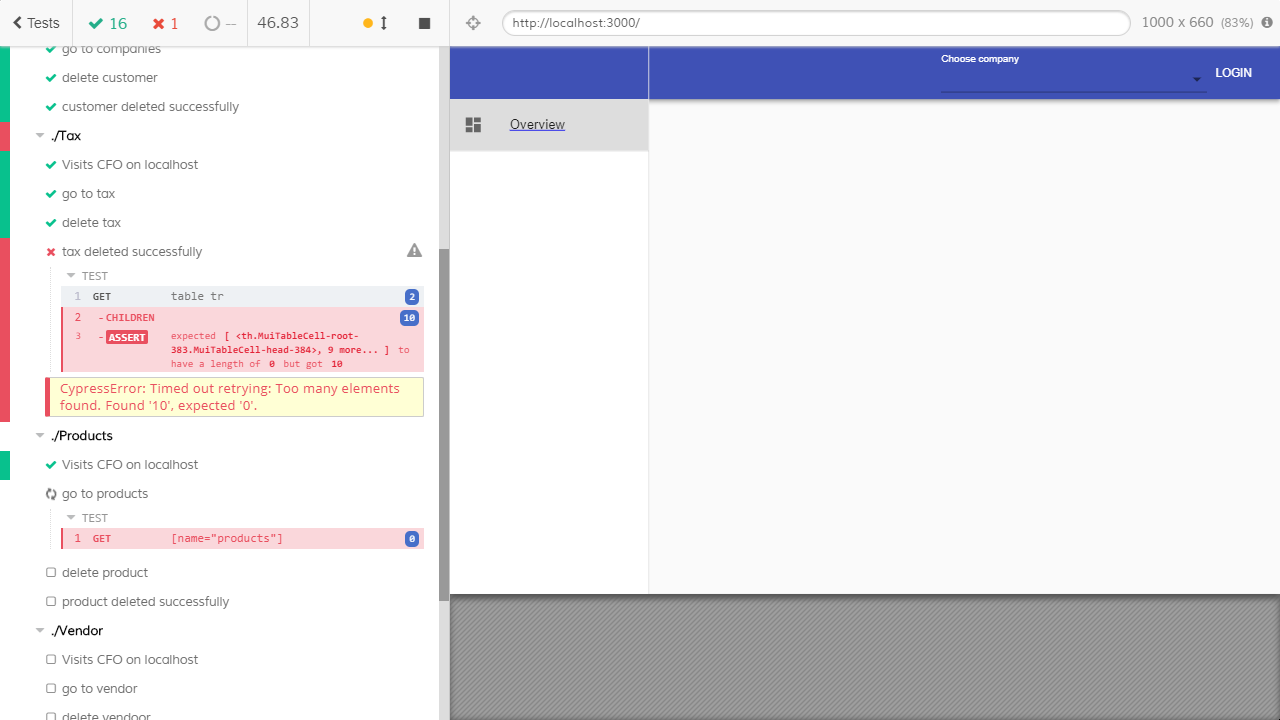 Tests 16 1 -- 46.83 http://localhost:3000/ 1000 x 660 (83%)
go to companies
delete customer
customer deleted successfully
./Tax
Visits CFO on localhost
go to tax
delete tax
tax deleted successfully
TEST
1 GET table tr 2
2 - CHILDREN 10
3 - ASSERT expected [ <th.MuiTableCell-root-
383.MuiTableCell-head-384>, 9 more... ] to
have a length of 0 but got 10
CypressError: Timed out retrying: Too many elements
found. Found '10', expected '0'.
./Products
Visits CFO on localhost
go to products
TEST
1 GET [name="products"] 0
delete product
product deleted successfully
./Vendor
Visits CFO on localhost
go to vendor
delete vendoor
Choose company
LOGIN
Overview